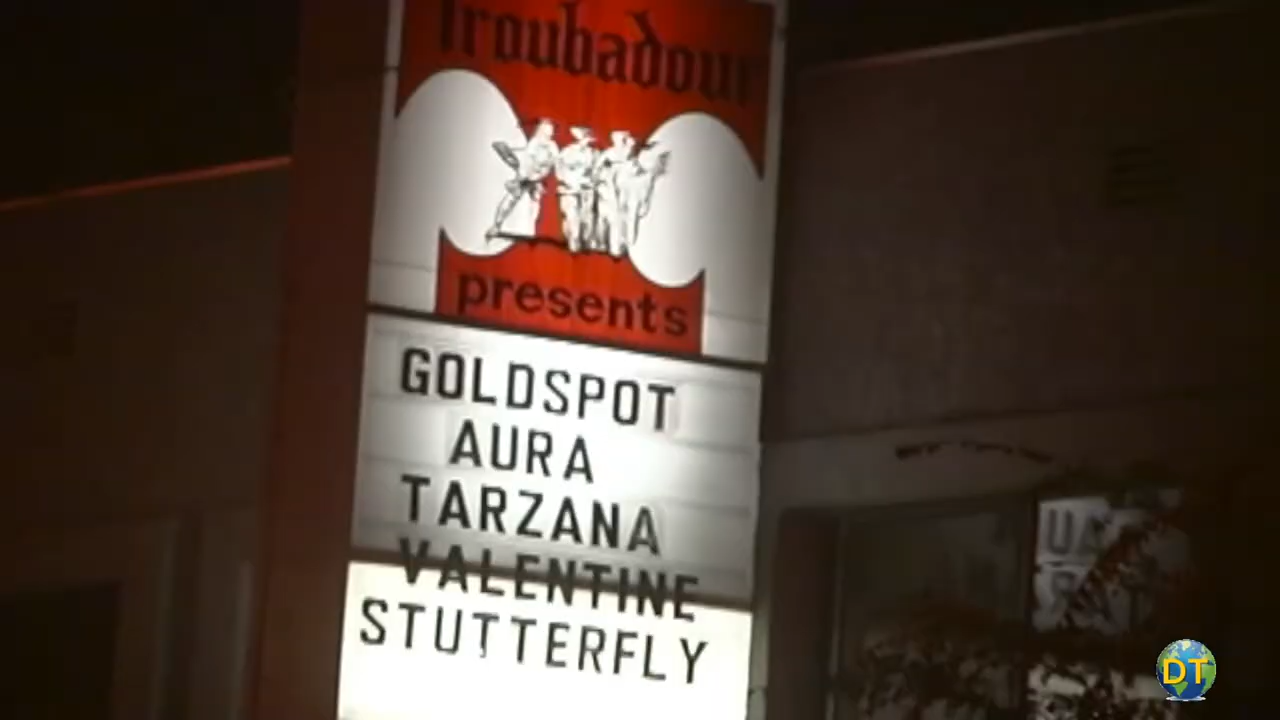 Troubadour
presents
GOLDSPOT
AURA
TARZANA
VALENTINE
STUTTERFLY
DT